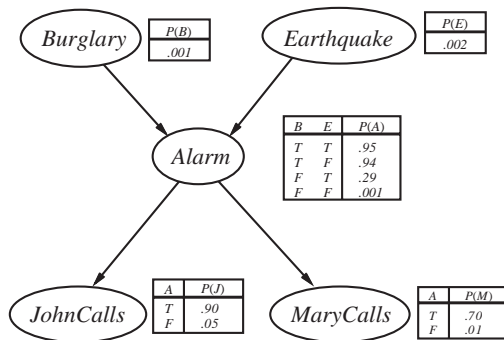 Burglary
P(B)
.001
Earthquake
P(E)
.002
Alarm
B E P(A)
T T .95
T F .94
F T .29
F F .001
JohnCalls
A P(J)
T .90
F .05
MaryCalls
A P(M)
T .70
F .01